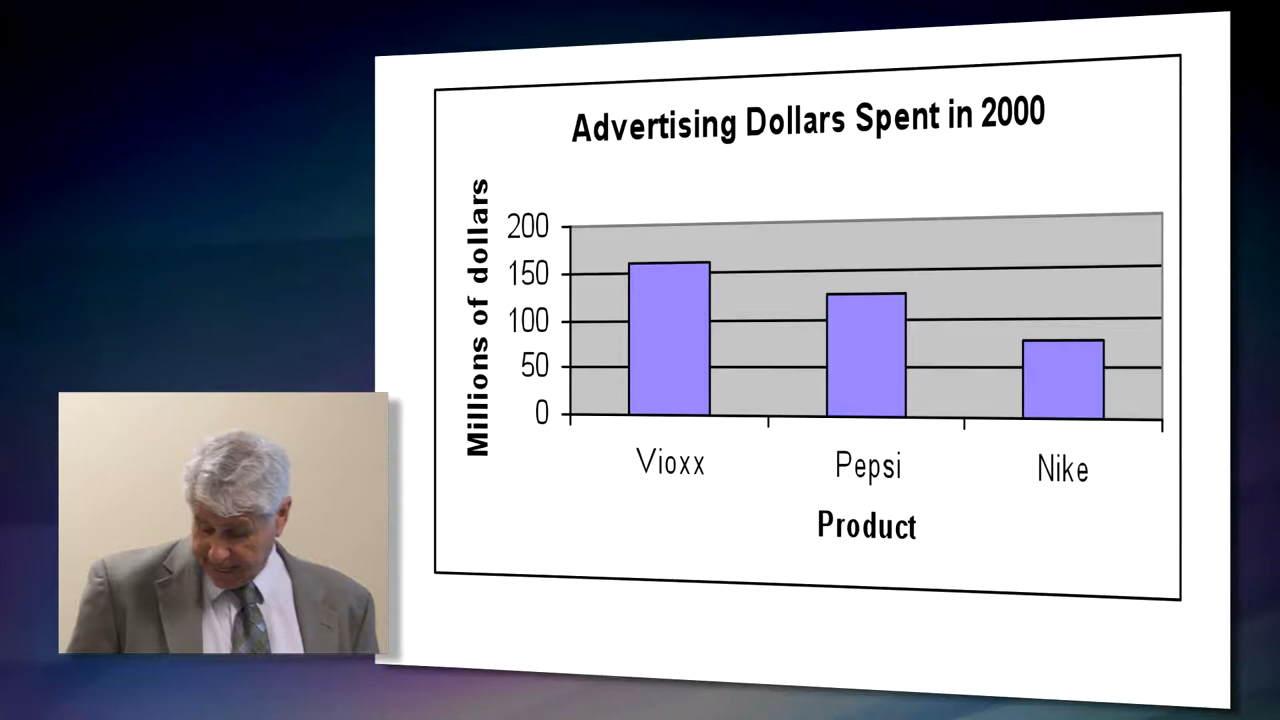 Advertising Dollars Spent in 2000
Millions of dollars
200
150
100
50
0
Vioxx Pepsi Nike
Product